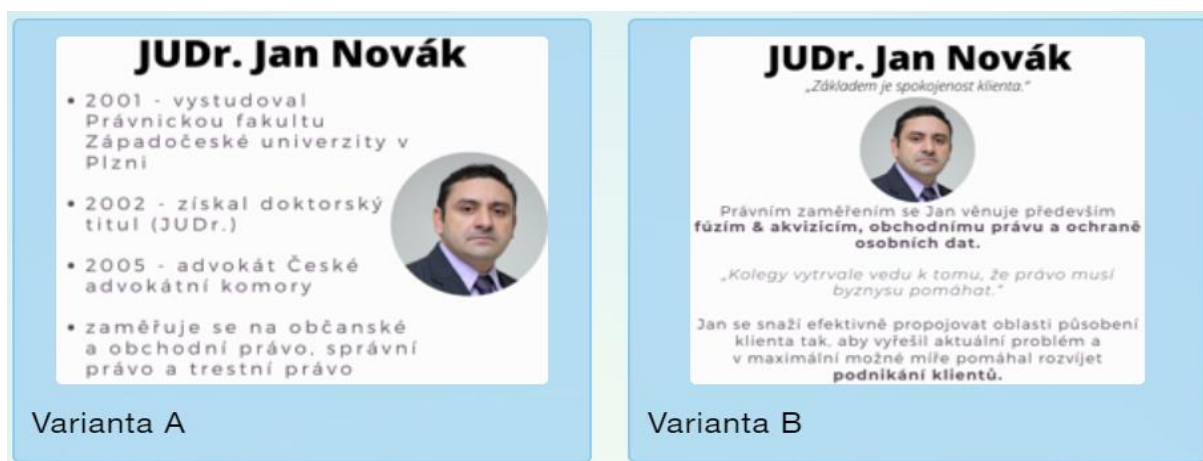 JUDr. Jan Novák
• 2001 - vystudoval
Právnickou fakultu
Západočeské univerzity v
Plzni
• 2002 - získal doktorský
titul (JUDr.)
• 2005 - advokát České
advokátní komory
• zaměřuje se na občanské
a obchodní právo, správní
právo a trestní právo
Varianta A
JUDr. Jan Novák
„Základem je spokojenost klienta.“
Právním zaměřením se Jan věnuje především
fúzím & akvizicím, obchodnímu právu a ochraně
osobních dat.
„Kolegy vytrvale vedu k tomu, že právo musí
byznysu pomáhat.“
Jan se snaží efektivně propojovat oblasti působení
klienta tak, aby vyřešil aktuální problém a
v maximální možné míře pomáhal rozvíjet
podnikání klientů.
Varianta B